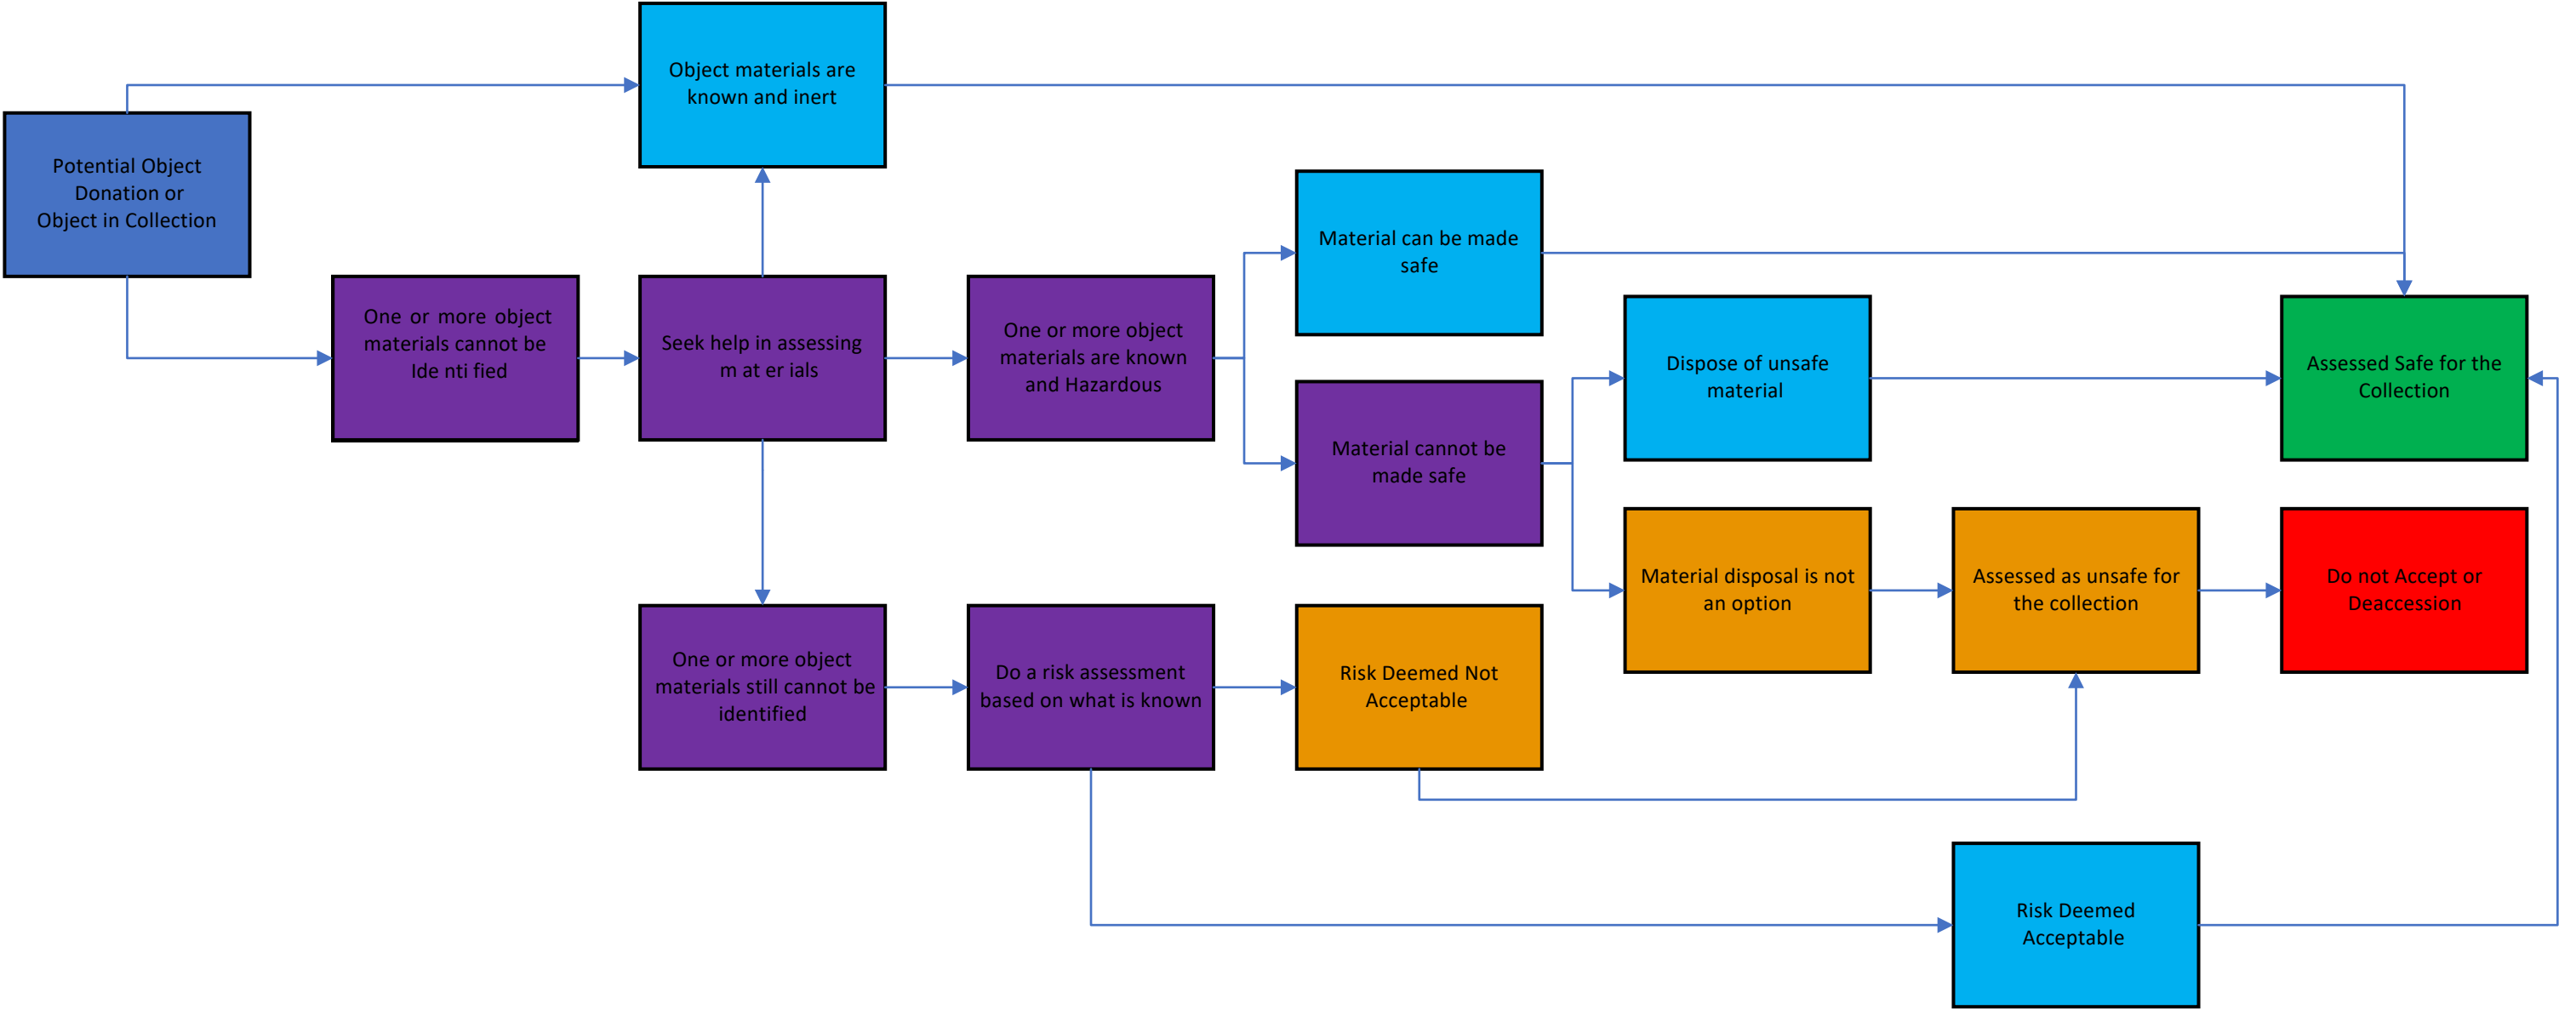 Object materials are
known and inert
Potential Object
Donation or
Object in Collection
Material can be made
safe
One or more object
materials cannot be
Ide nti fied
Seek help in assessing
m at er ials
One or more object
materials are known
and Hazardous
Dispose of unsafe
material
Assessed Safe for the
Collection
Material cannot be
made safe
Material disposal is not
an option
Assessed as unsafe for
the collection
Do not Accept or
Deaccession
One or more object
materials still cannot be
identified
Do a risk assessment
based on what is known
Risk Deemed Not
Acceptable
Risk Deemed
Acceptable